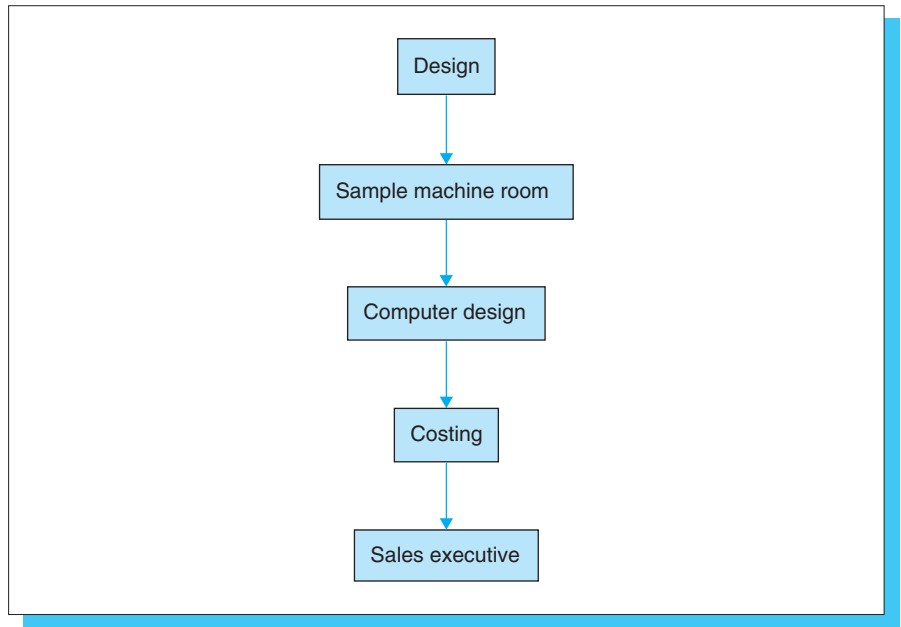 Design
Sample machine room
Computer design
Costing
Sales executive